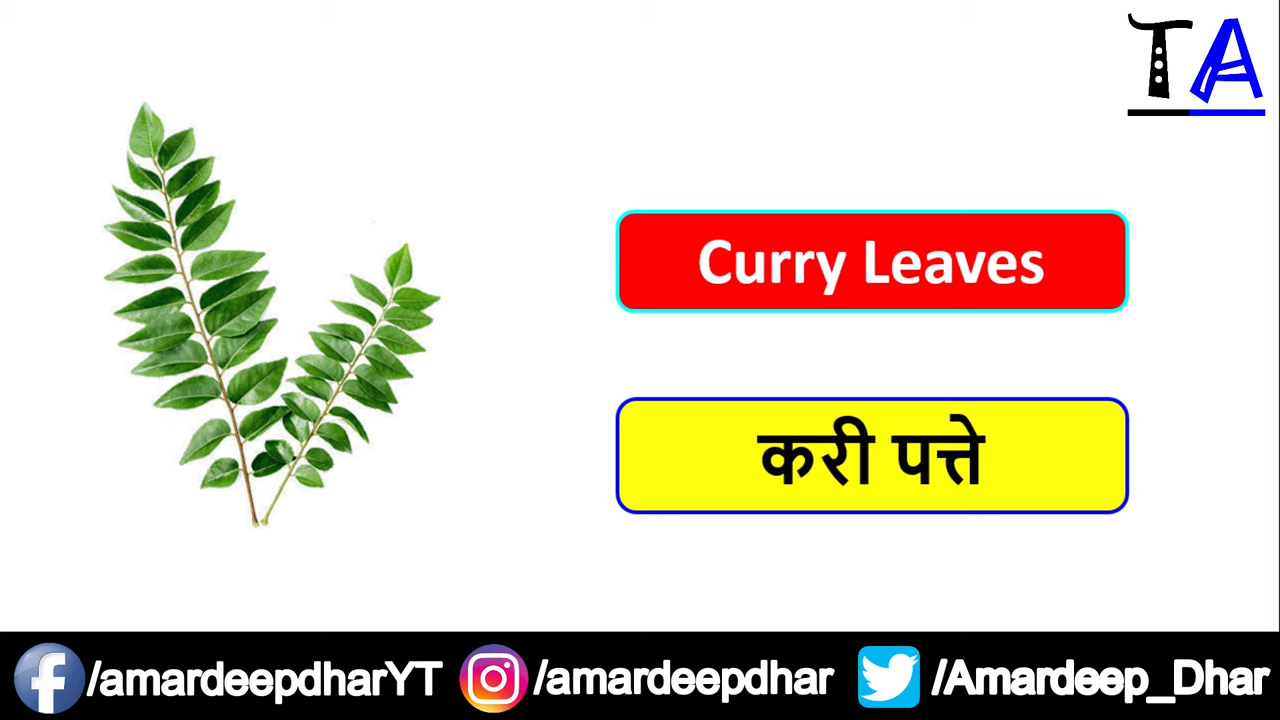 TA
Curry Leaves
करी पत्ते
/amardeepdharYT /amardeepdhar /Amardeep_Dhar